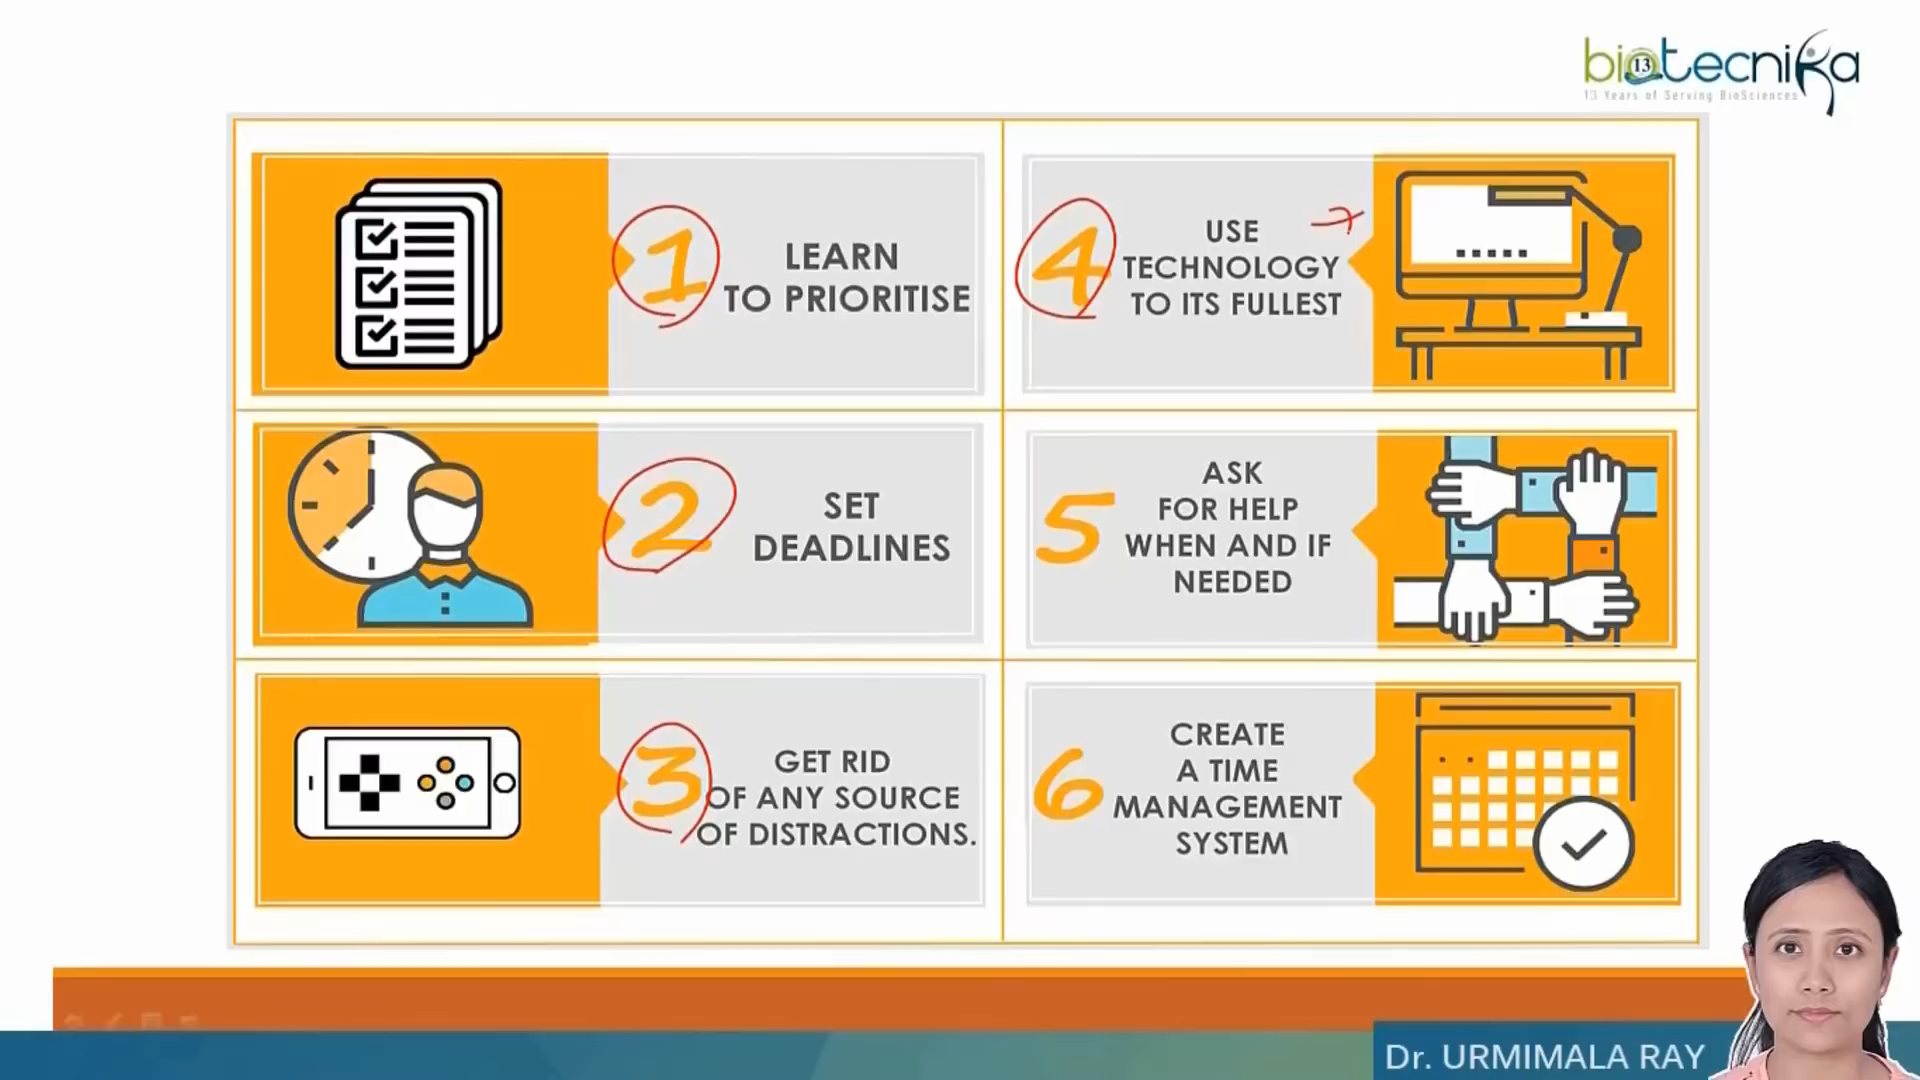 biotecnika
13
13 Years of Serving BioSciences
1
LEARN
TO PRIORITISE
2
SET
DEADLINES
3
GET RID
OF ANY SOURCE
OF DISTRACTIONS.
4
USE
TECHNOLOGY
TO ITS FULLEST
5
ASK
FOR HELP
WHEN AND IF
NEEDED
6
CREATE
A TIME
MANAGEMENT
SYSTEM
Dr. URMIMALA RAY